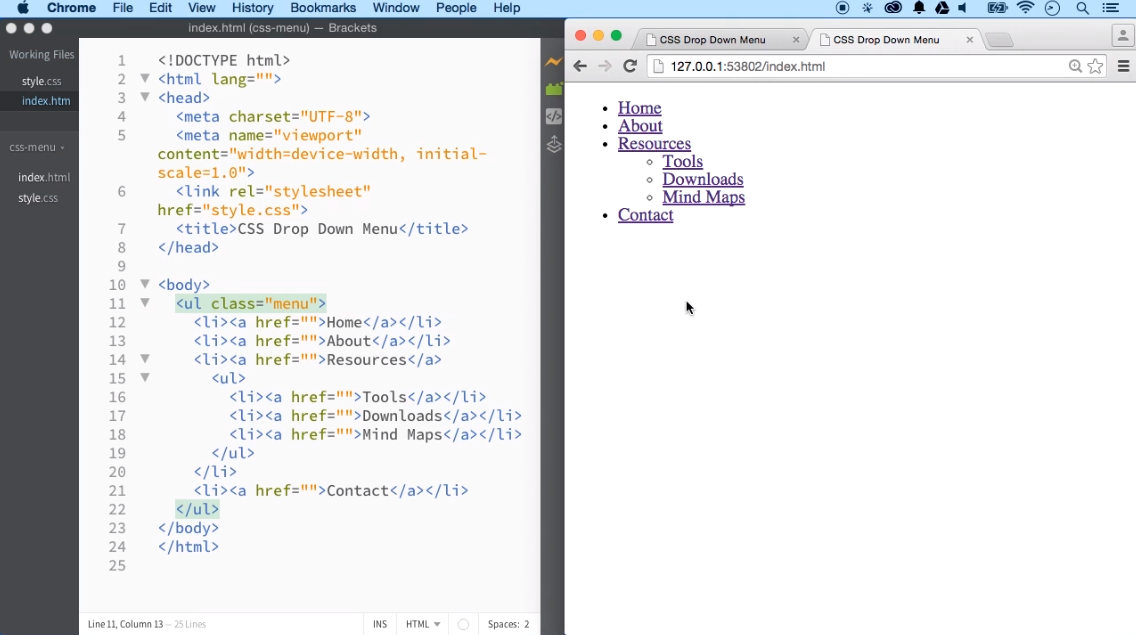 Chrome File Edit View History Bookmarks Window People Help
index.html (css-menu) — Brackets
Working Files
style.css
index.htm
css-menu
index.html
style.css
1 <!DOCTYPE html>
2 <html lang="">
3 <head>
4 <meta charset="UTF-8">
5 <meta name="viewport"
content="width=device-width, initial-
scale=1.0">
6 <link rel="stylesheet"
href="style.css">
7 <title>CSS Drop Down Menu</title>
8 </head>
9
10 <body>
11 <ul class="menu">
12 <li><a href="">Home</a></li>
13 <li><a href="">About</a></li>
14 <li><a href="">Resources</a>
15 <ul>
16 <li><a href="">Tools</a></li>
17 <li><a href="">Downloads</a></li>
18 <li><a href="">Mind Maps</a></li>
19 </ul>
20 </li>
21 <li><a href="">Contact</a></li>
22 </ul>
23 </body>
24 </html>
25
Line 11, Column 13 — 25 Lines
INS HTML Spaces: 2
CSS Drop Down Menu
CSS Drop Down Menu
127.0.0.1:53802/index.html
Home
About
Resources
Tools
Downloads
Mind Maps
Contact